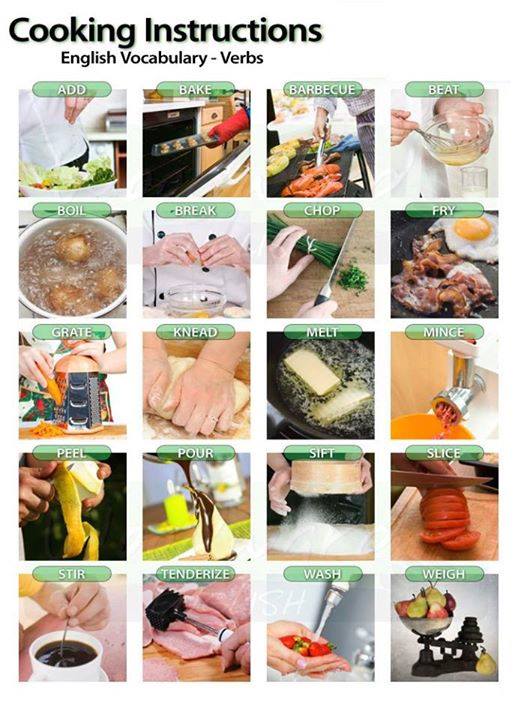 Cooking Instructions
English Vocabulary - Verbs
ADD BAKE BARBECUE BEAT
BOIL BREAK CHOP FRY
GRATE KNEAD MELT MINCE
PEEL POUR SIFT SLICE
STIR TENDERIZE WASH WEIGH